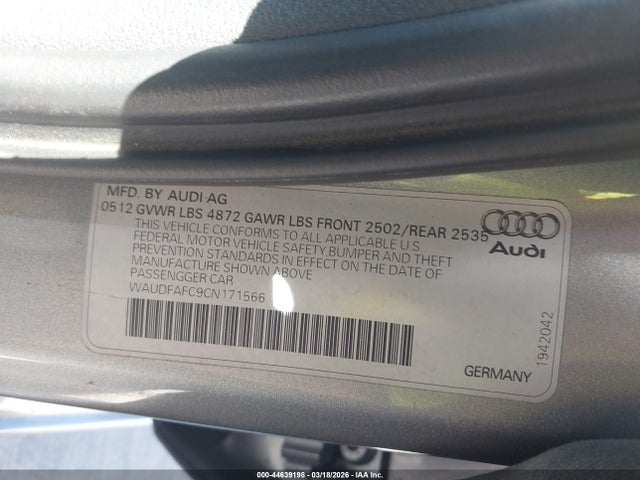 MFD. BY AUDI AG
0512 GVWR LBS 4872 GAWR LBS FRONT 2502/REAR 2535
THIS VEHICLE CONFORMS TO ALL APPLICABLE U.S.
FEDERAL MOTOR VEHICLE SAFETY,BUMPER AND THEFT
PREVENTION STANDARDS IN EFFECT ON THE DATE OF
MANUFACTURE SHOWN ABOVE
PASSENGGER CAR
WAUDFAFC9CN171566
Audi
1942042
GERMANY
000-44639198 - 03/18/2026 - IAA Inc.